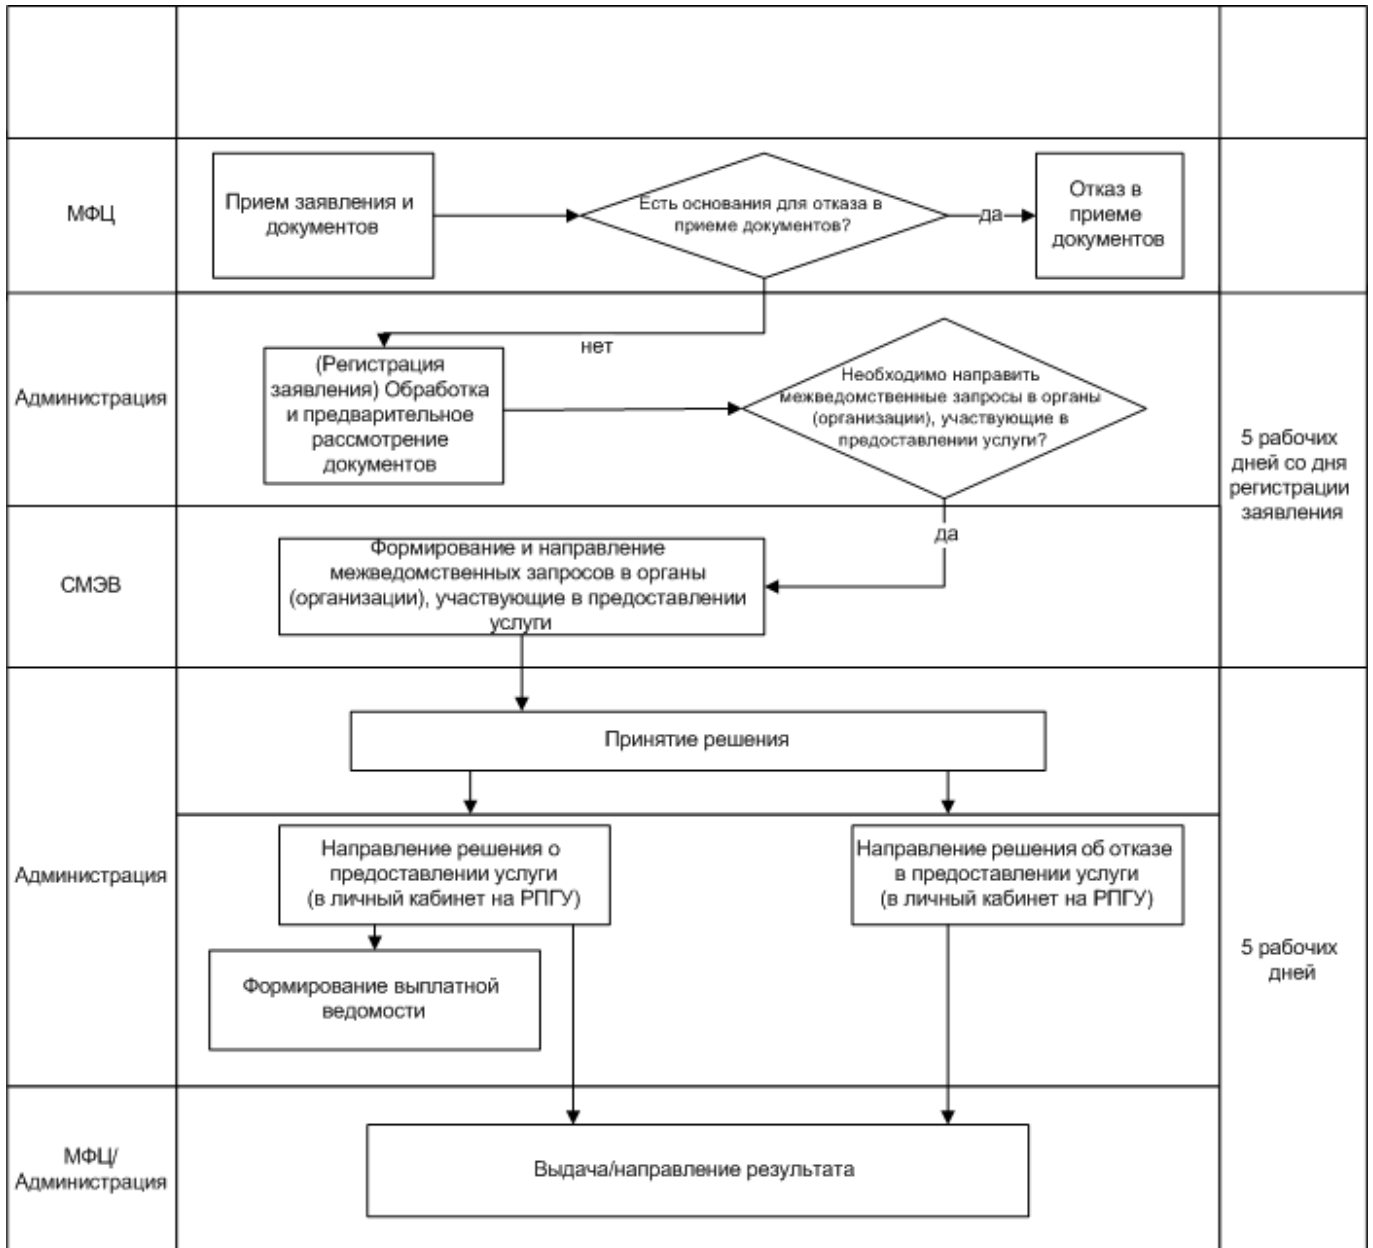 МФЦ
Прием заявления и
документов
Есть основания для отказа в
приеме документов?
да
Отказ в
приеме
документов
нет
Администрация
(Регистрация
заявления) Обработка
и предварительное
рассмотрение
документов
Необходимо направить
межведомственные запросы в органы
(организации), участвующие в
предоставлении услуги?
5 рабочих
дней со дня
регистрации
заявления
да
СМЭВ
Формирование и направление
межведомственных запросов в органы
(организации), участвующие в предоставлении
услуги
Принятие решения
Администрация
Направление решения о
предоставлении услуги
(в личный кабинет на РПГУ)
Направление решения об отказе
в предоставлении услуги
(в личный кабинет на РПГУ)
Формирование выплатной
ведомости
5 рабочих
дней
МФЦ/
Администрация
Выдача/направление результата